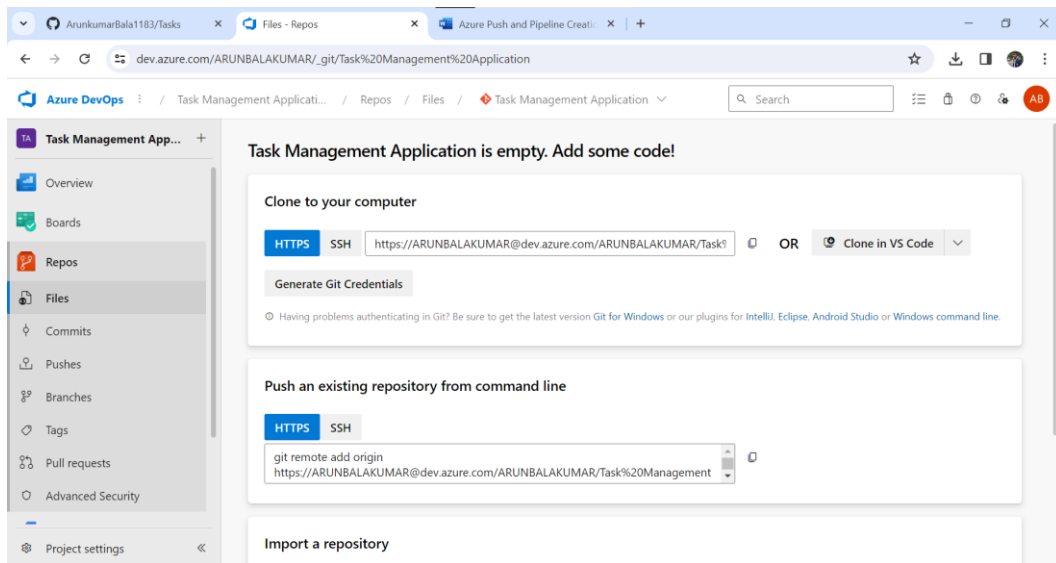 ArunkumarBala1183/Tasks
Files - Repos
Azure Push and Pipeline Creatio
dev.azure.com/ARUNBALAKUMAR/_git/Task%20Management%20Application
Azure DevOps / Task Management Applicati... / Repos / Files / Task Management Application
Search
AB
TA Task Management App... +
Overview
Boards
Repos
Files
Commits
Pushes
Branches
Tags
Pull requests
Advanced Security
Project settings
Task Management Application is empty. Add some code!
Clone to your computer
HTTPS SSH https://ARUNBALAKUMAR@dev.azure.com/ARUNBALAKUMAR/Task% OR Clone in VS Code
Generate Git Credentials
Having problems authenticating in Git? Be sure to get the latest version Git for Windows or our plugins for IntelliJ, Eclipse, Android Studio or Windows command line.
Push an existing repository from command line
HTTPS SSH
git remote add origin
https://ARUNBALAKUMAR@dev.azure.com/ARUNBALAKUMAR/Task%20Management
Import a repository